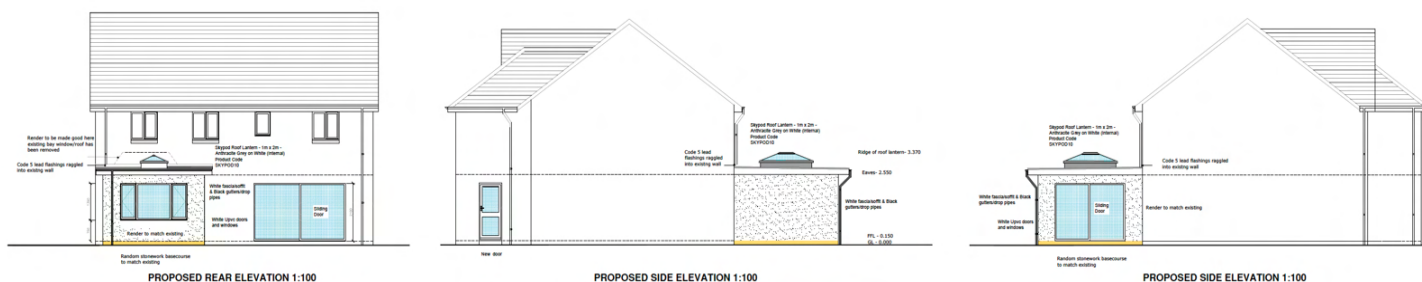 Render to be made good here
existing bay window/roof has
been removed
Code 5 lead flashings raggled
into existing wall
Skypod Roof Lantern - 1m x 2m -
Anthracite Grey on White (Internal)
Product Code
SKYPOD10
White fascia/soffit
& Black
gutters/drop
pipes
White Upvc doors
and windows
Sliding
Door
Render to match existing
Random stonework basecourse
to match existing
PROPOSED REAR ELEVATION 1:100
Skypod Roof Lantern - 1m x 2m -
Anthracite Grey on White (Internal)
Product Code
SKYPOD10
Code 5 lead
flashings raggled
into existing wall
Ridge of roof lantern- 3.370
Eaves- 2.550
White fascia/soffit & Black
gutters/drop pipes
FFL - 0.150
GL - 0.000
New door
PROPOSED SIDE ELEVATION 1:100
Skypod Roof Lantern - 1m x 2m -
Anthracite Grey on White (Internal)
Product Code
SKYPOD10
Code 5 lead flashings raggled
into existing wall
White fascia/soffit & Black
gutters/drop pipes
White Upvc doors
and windows
Sliding
Door
Render to match existing
Random stonework basecourse
to match existing
PROPOSED SIDE ELEVATION 1:100